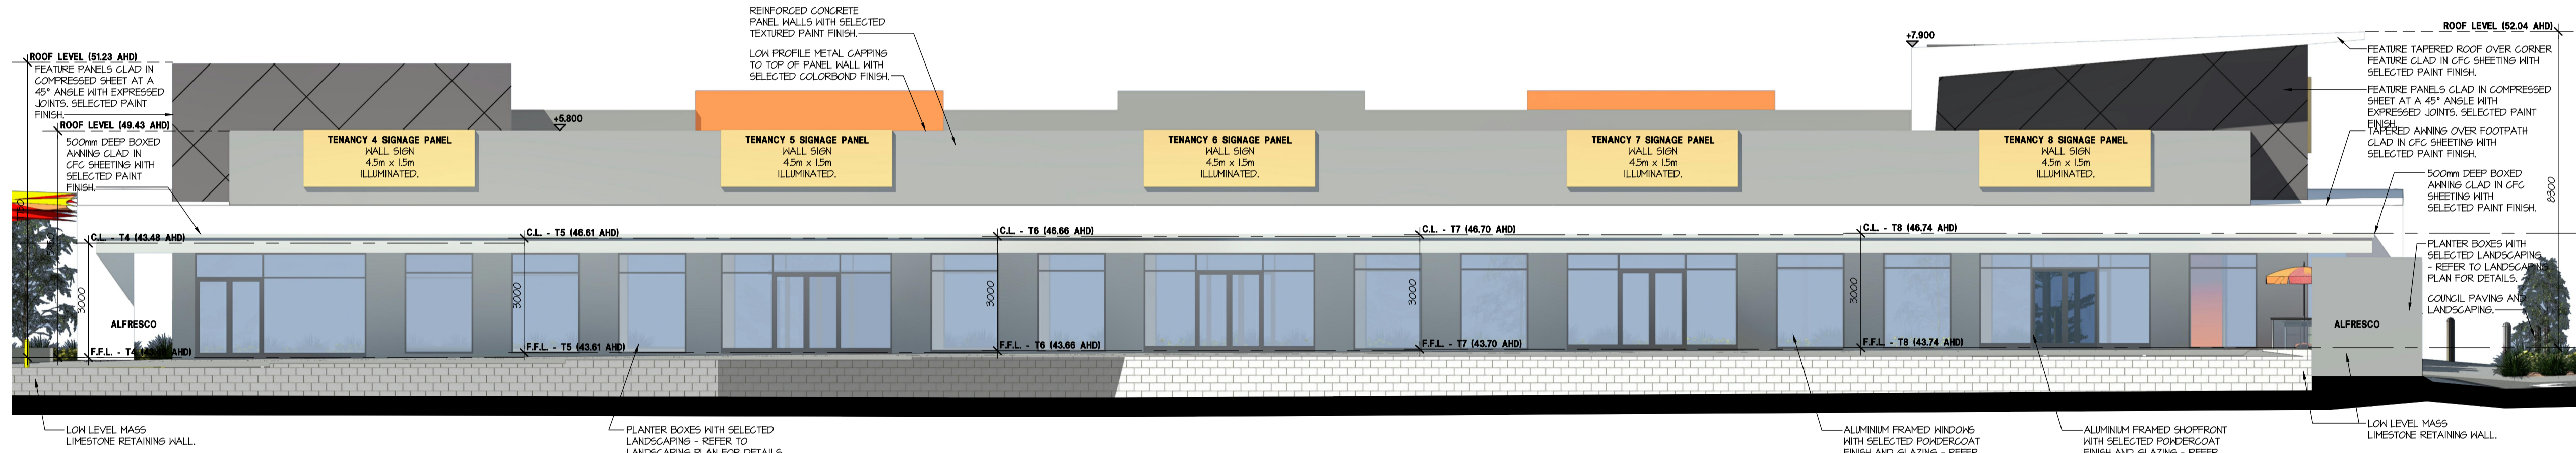 REINFORCED CONCRETE
PANEL WALLS WITH SELECTED
TEXTURED PAINT FINISH.
LOW PROFILE METAL CAPPING
TO TOP OF PANEL WALL WITH
SELECTED COLORBOND FINISH.
ROOF LEVEL (51.23 AHD)
FEATURE PANELS CLAD IN
COMPRESSED SHEET AT A
45° ANGLE WITH EXPRESSED
JOINTS. SELECTED PAINT
FINISH.
ROOF LEVEL (49.43 AHD)
500mm DEEP BOXED
AWNING CLAD IN
CFC SHEETING WITH
SELECTED PAINT
FINISH.
+5.800
+7.900
ROOF LEVEL (52.04 AHD)
FEATURE TAPERED ROOF OVER CORNER
FEATURE CLAD IN CFC SHEETING WITH
SELECTED PAINT FINISH.
FEATURE PANELS CLAD IN COMPRESSED
SHEET AT A 45° ANGLE WITH
EXPRESSED JOINTS. SELECTED PAINT
FINISH.
TAPERED AWNING OVER FOOTPATH
CLAD IN CFC SHEETING WITH
SELECTED PAINT FINISH.
500mm DEEP BOXED
AWNING CLAD IN CFC
SHEETING WITH
SELECTED PAINT FINISH.
8300
TENANCY 4 SIGNAGE PANEL
WALL SIGN
4.5m x 1.5m
ILLUMINATED.
TENANCY 5 SIGNAGE PANEL
WALL SIGN
4.5m x 1.5m
ILLUMINATED.
TENANCY 6 SIGNAGE PANEL
WALL SIGN
4.5m x 1.5m
ILLUMINATED.
TENANCY 7 SIGNAGE PANEL
WALL SIGN
4.5m x 1.5m
ILLUMINATED.
TENANCY 8 SIGNAGE PANEL
WALL SIGN
4.5m x 1.5m
ILLUMINATED.
C.L. - T4 (43.48 AHD)
C.L. - T5 (46.61 AHD)
C.L. - T6 (46.66 AHD)
C.L. - T7 (46.70 AHD)
C.L. - T8 (46.74 AHD)
3000
3000
3000
3000
3000
ALFRESCO
ALFRESCO
F.F.L. - T4 AHD)
F.F.L. - T5 (43.61 AHD)
F.F.L. - T6 (43.66 AHD)
F.F.L. - T7 (43.70 AHD)
F.F.L. - T8 (43.74 AHD)
PLANTER BOXES WITH
SELECTED LANDSCAPING
- REFER TO LANDSCAPING
PLAN FOR DETAILS.
COUNCIL PAVING AND
LANDSCAPING.
LOW LEVEL MASS
LIMESTONE RETAINING WALL.
PLANTER BOXES WITH SELECTED
LANDSCAPING - REFER TO
LANDSCAPING PLAN FOR DETAILS
ALUMINIUM FRAMED WINDOWS
WITH SELECTED POWDERCOAT
FINISH AND GLAZING - REFER
ALUMINIUM FRAMED SHOPFRONT
WITH SELECTED POWDERCOAT
FINISH AND GLAZING - REFER
LOW LEVEL MASS
LIMESTONE RETAINING WALL.